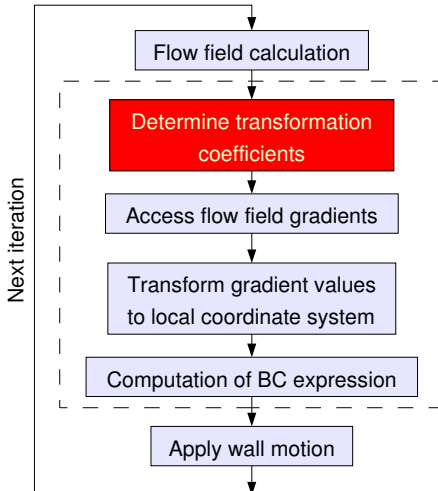 Flow field calculation
Determine transformation
coefficients
Access flow field gradients
Transform gradient values
to local coordinate system
Computation of BC expression
Apply wall motion
Next iteration